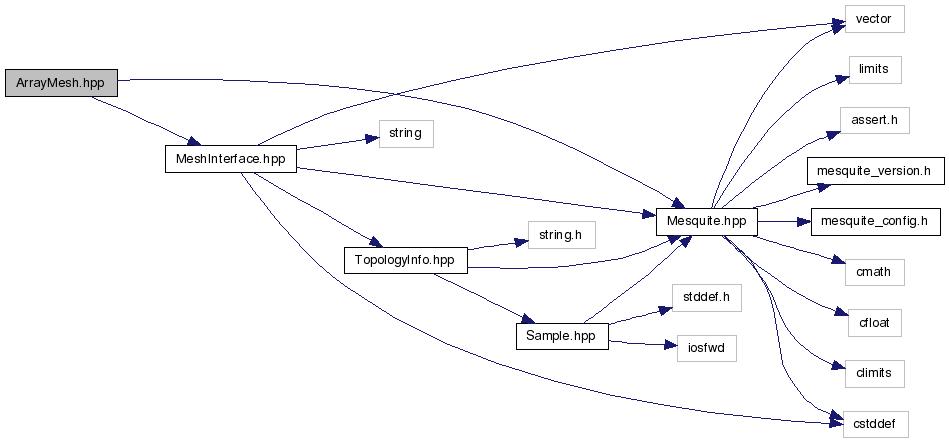 ArrayMesh.hpp
MeshInterface.hpp
string
TopologyInfo.hpp
string.h
Sample.hpp
stddef.h
iosfwd
Mesquite.hpp
vector
limits
assert.h
mesquite_version.h
mesquite_config.h
cmath
cfloat
climits
cstddef